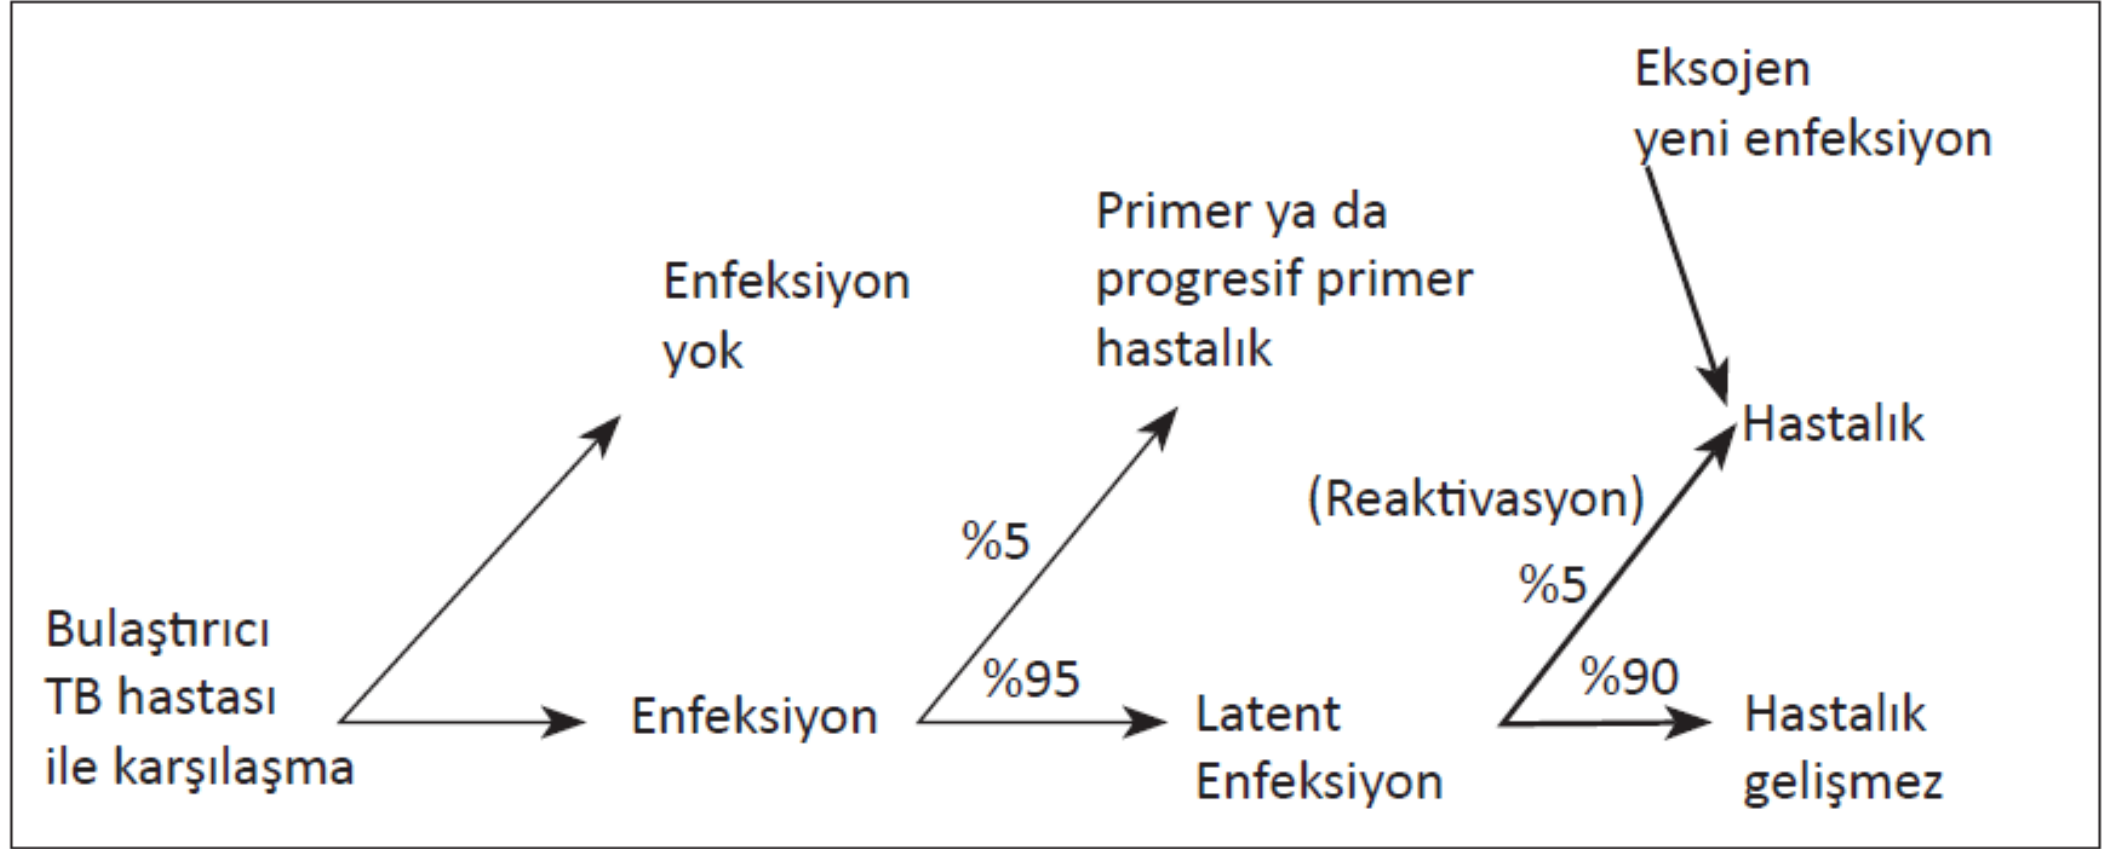 Eksojen
yeni enfeksiyon
Primer ya da
progresif primer
hastalık
Enfeksiyon
yok
Hastalık
(Reaktivasyon)
%5
%5
%95
%90
Bulaştırıcı
TB hastası
ile karşılaşma
Enfeksiyon
Latent
Enfeksiyon
Hastalık
gelişmez